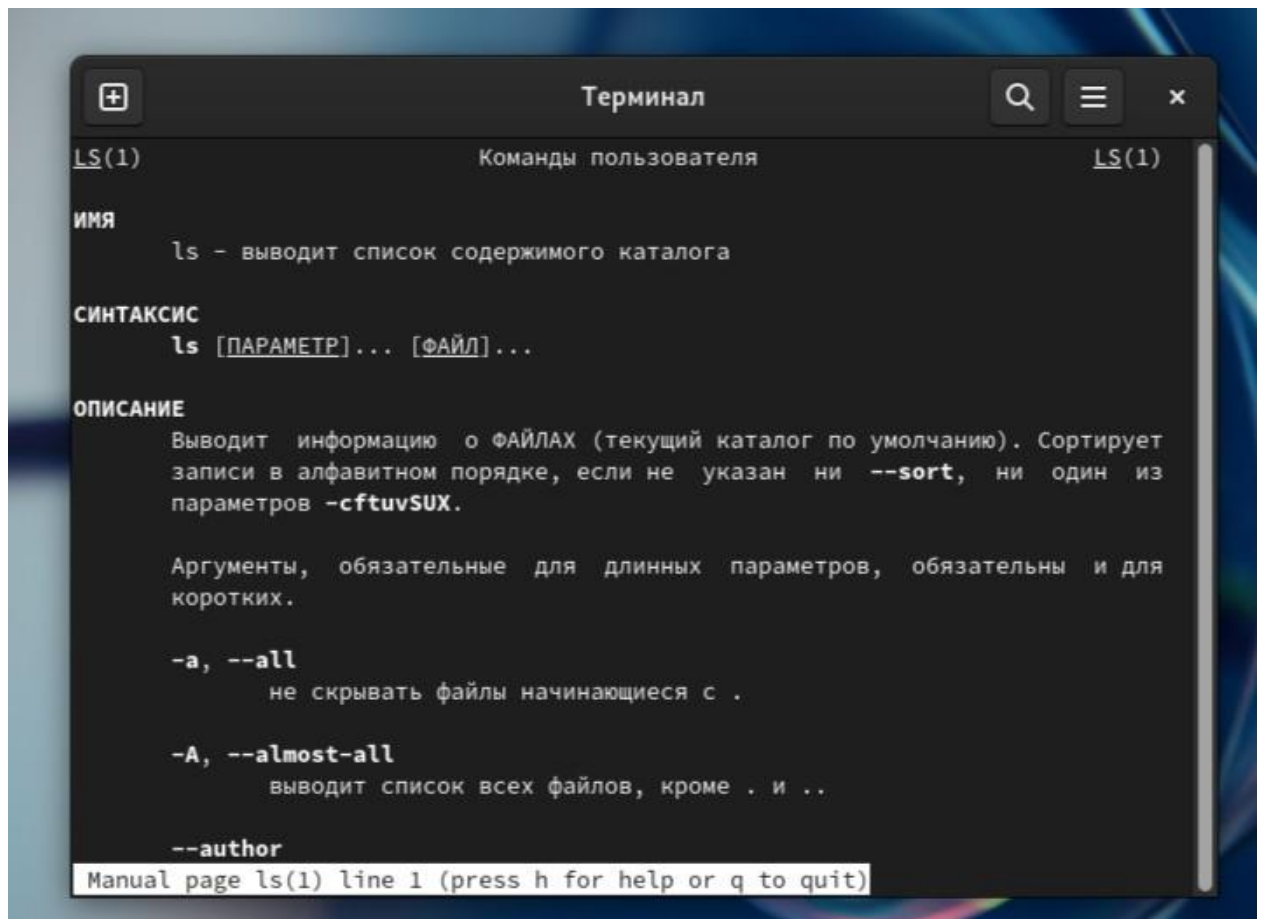 Терминал
LS(1) Команды пользователя LS(1)
ИМЯ
ls – выводит список содержимого каталога
СИНТАКСИС
ls [ПАРАМЕТР]... [ФАЙЛ]...
ОПИСАНИЕ
Выводит информацию о ФАЙЛАХ (текущий каталог по умолчанию). Сортирует
записи в алфавитном порядке, если не указан ни --sort, ни один из
параметров -cftuvSUX.
Аргументы, обязательные для длинных параметров, обязательны и для
коротких.
-a, --all
не скрывать файлы начинающиеся с .
-A, --almost-all
выводит список всех файлов, кроме . и ..
--author
Manual page ls(1) line 1 (press h for help or q to quit)